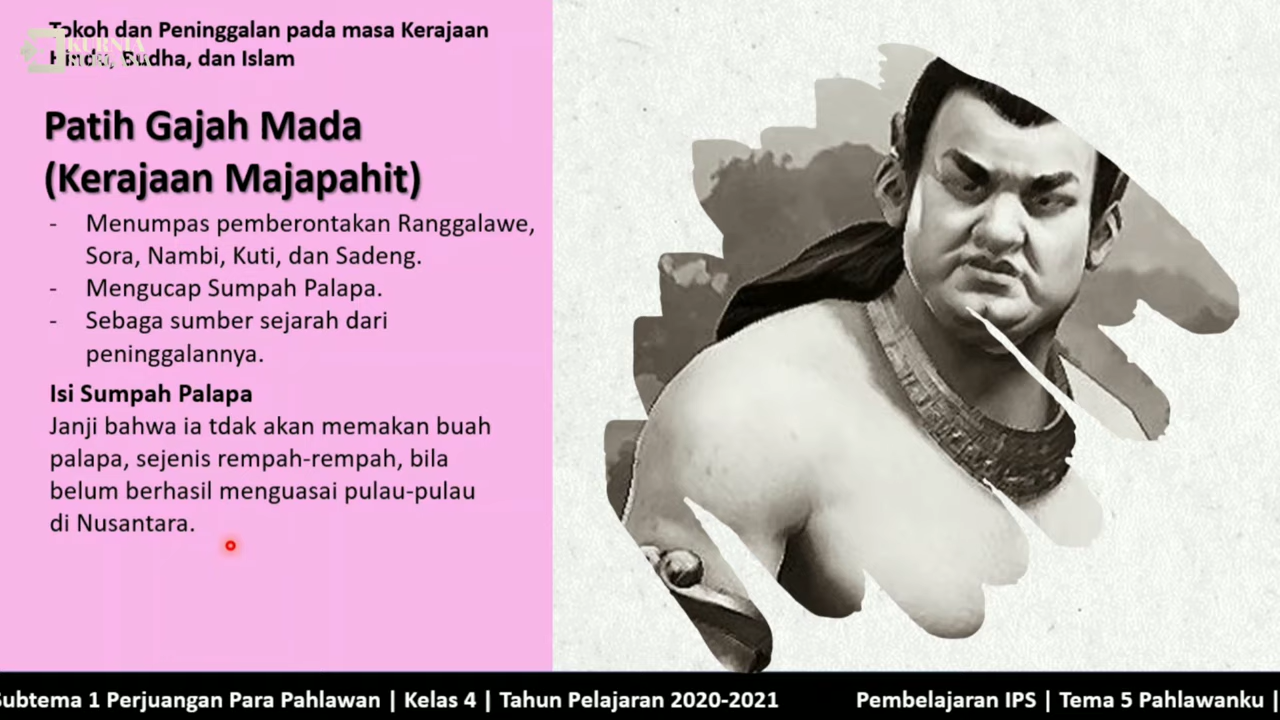 Tokoh dan Peninggalan pada masa Kerajaan
Hindu, Budha, dan Islam
Patih Gajah Mada
(Kerajaan Majapahit)
- Menumpas pemberontakan Ranggalawe,
Sora, Nambi, Kuti, dan Sadeng.
- Mengucap Sumpah Palapa.
- Sebaga sumber sejarah dari
peninggalannya.
Isi Sumpah Palapa
Janji bahwa ia tdak akan memakan buah
palapa, sejenis rempah-rempah, bila
belum berhasil menguasai pulau-pulau
di Nusantara.
Subtema 1 Perjuangan Para Pahlawan | Kelas 4 | Tahun Pelajaran 2020-2021 Pembelajaran IPS | Tema 5 Pahlawanku |